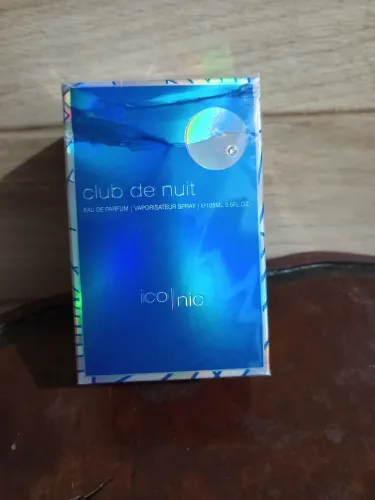 club de nuit
EAU DE PARFUM | VAPORISATEUR SPRAY | ℮105ML 3.6FL.OZ.
ico|nic